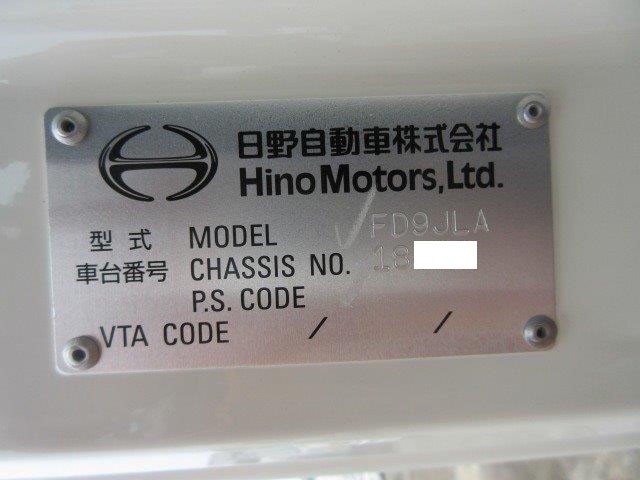 日野自動車株式会社
Hino Motors, Ltd.
型式 MODEL FD9JLA
車台番号 CHASSIS NO. 18
P.S. CODE
VTA CODE / /